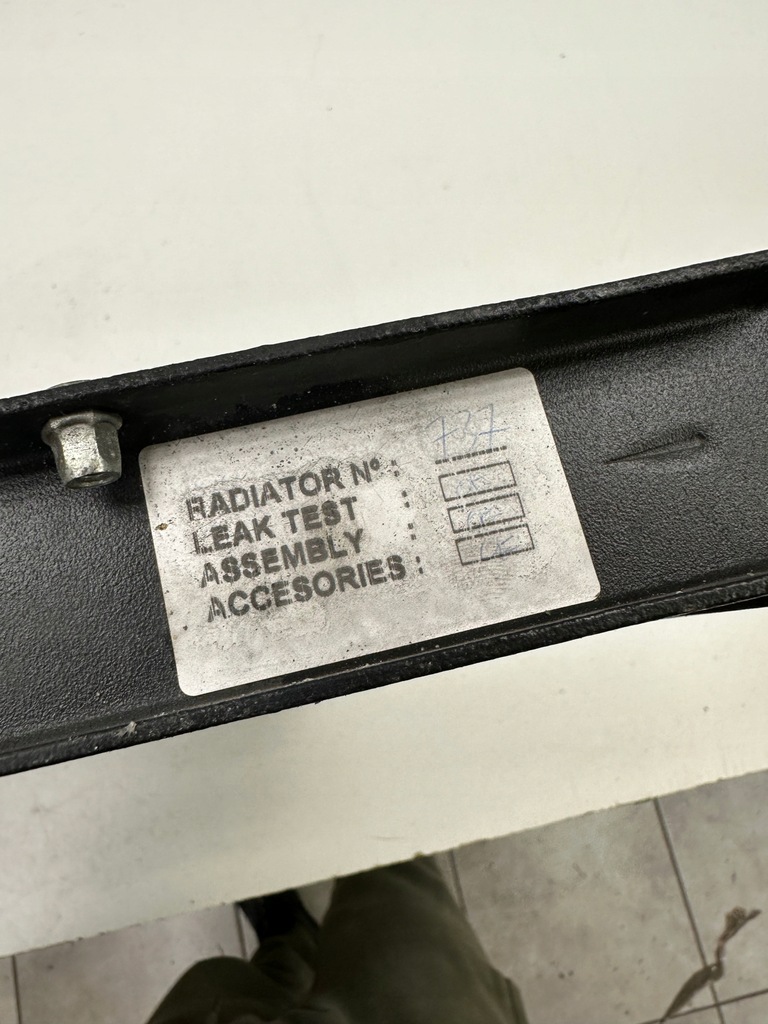 RADIATOR Nº : 737
LEAK TEST :
ASSEMBLY :
ACCESORIES :